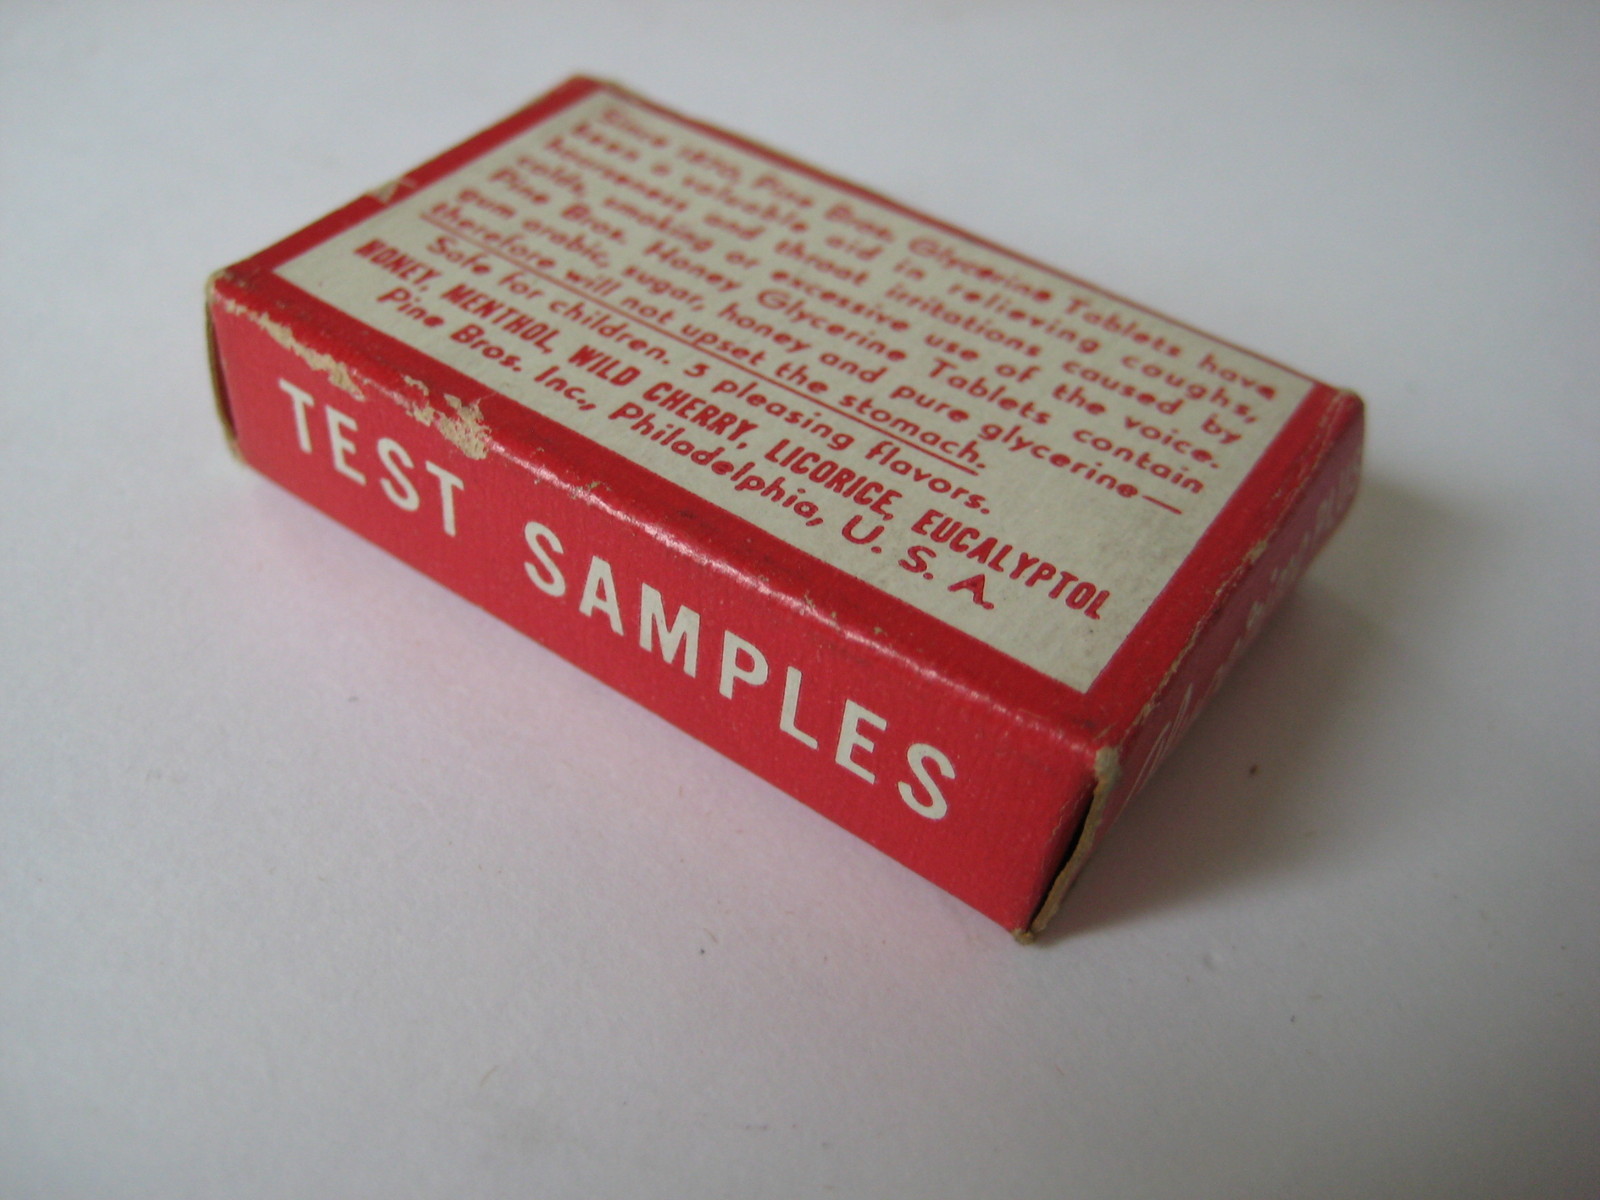 Since 1870, Pine Bros. Glycerine Tablets have
been a valuable aid in relieving coughs,
hoarseness and throat irritations caused by
colds, smoking or excessive use of the voice.
Pine Bros. Honey Glycerine Tablets contain
gum arabic, sugar, honey and pure glycerine—
therefore will not upset the stomach.
Safe for children. 5 pleasing flavors.
HONEY, MENTHOL, WILD CHERRY, LICORICE, EUCALYPTOL
Pine Bros. Inc., Philadelphia, U. S. A.
TEST SAMPLES